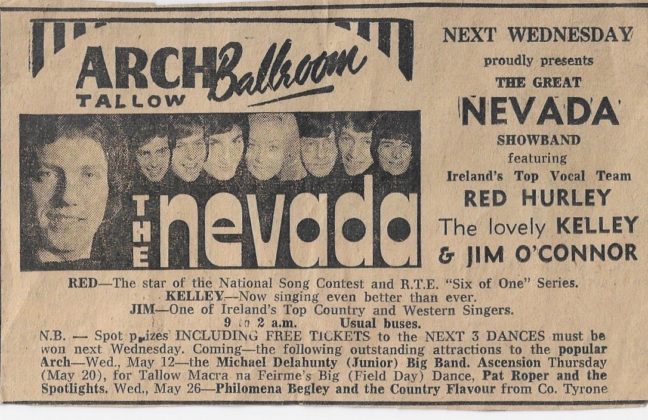 ARCH Ballroom
TALLOW
THE nevada
NEXT WEDNESDAY
proudly presents
THE GREAT
NEVADA
SHOWBAND
featuring
Ireland's Top Vocal Team
RED HURLEY
The lovely KELLEY
& JIM O'CONNOR
RED—The star of the National Song Contest and R.T.E. "Six of One" Series.
KELLEY—Now singing even better than ever.
JIM—One of Ireland's Top Country and Western Singers.
9 to 2 a.m. Usual buses.
N.B. — Spot prizes INCLUDING FREE TICKETS to the NEXT 3 DANCES must be
won next Wednesday. Coming—the following outstanding attractions to the popular
Arch—Wed., May 12—the Michael Delahunty (Junior) Big Band. Ascension Thursday
(May 20), for Tallow Macra na Feirme's Big (Field Day) Dance, Pat Roper and the
Spotlights. Wed., May 26—Philomena Begley and the Country Flavour from Co. Tyrone